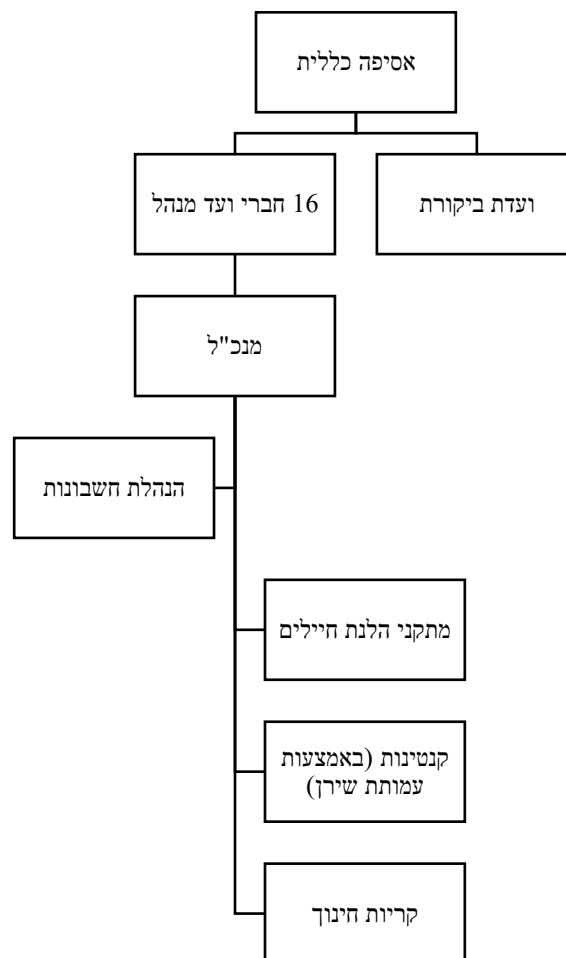 אסיפה כללית
16 חברי ועד מנהל
ועדת ביקורת
מנכ"ל
הנהלת חשבונות
מתקני הלנת חיילים
קנטינות (באמצעות
עמותת שירן)
קריות חינוך